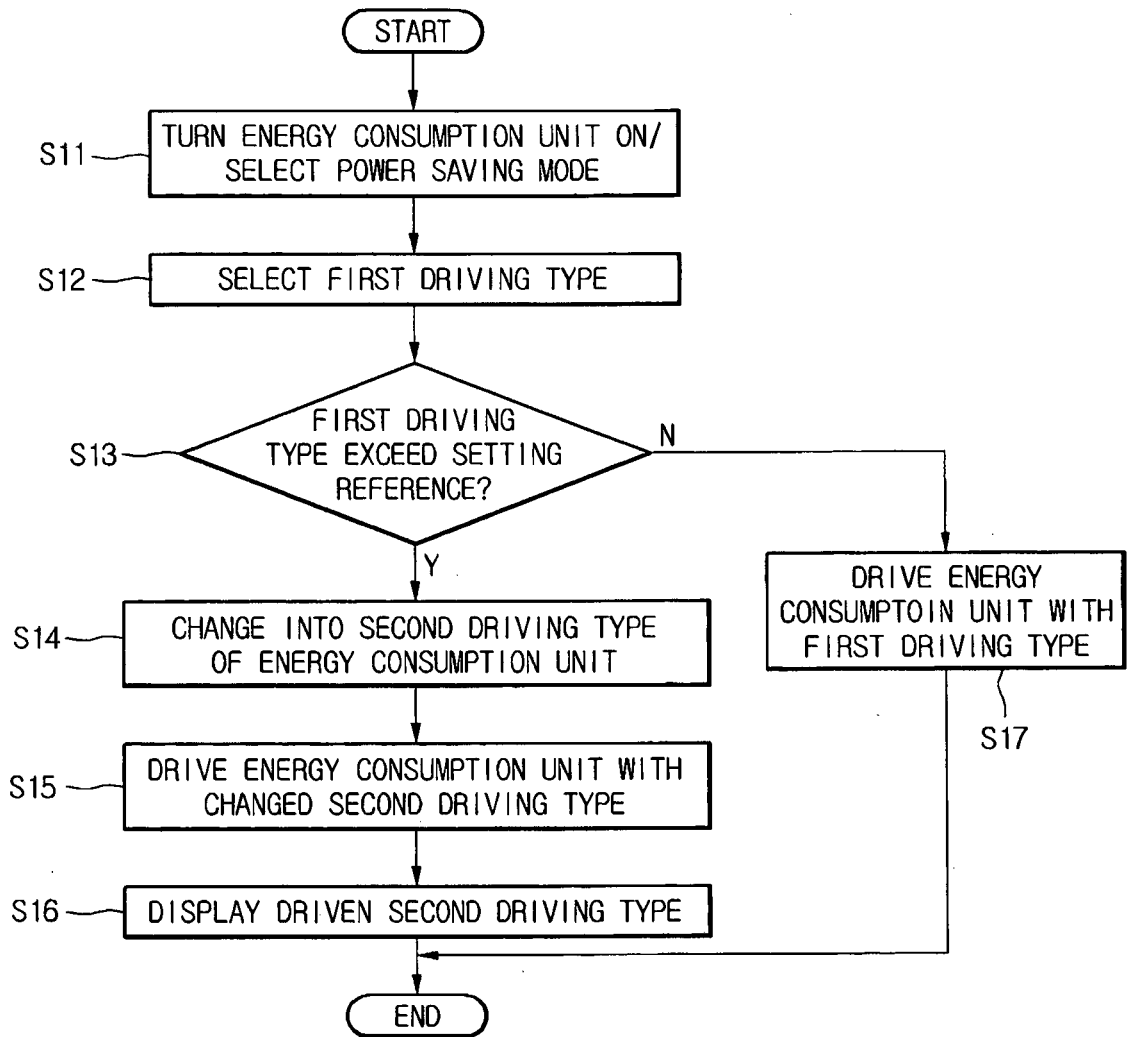 START
S11
TURN ENERGY CONSUMPTION UNIT ON/
SELECT POWER SAVING MODE
S12
SELECT FIRST DRIVING TYPE
S13
FIRST DRIVING
TYPE EXCEED SETTING
REFERENCE?
N
Y
S14
CHANGE INTO SECOND DRIVING TYPE
OF ENERGY CONSUMPTION UNIT
DRIVE ENERGY
CONSUMPTOIN UNIT WITH
FIRST DRIVING TYPE
S17
S15
DRIVE ENERGY CONSUMPTION UNIT WITH
CHANGED SECOND DRIVING TYPE
S16
DISPLAY DRIVEN SECOND DRIVING TYPE
END